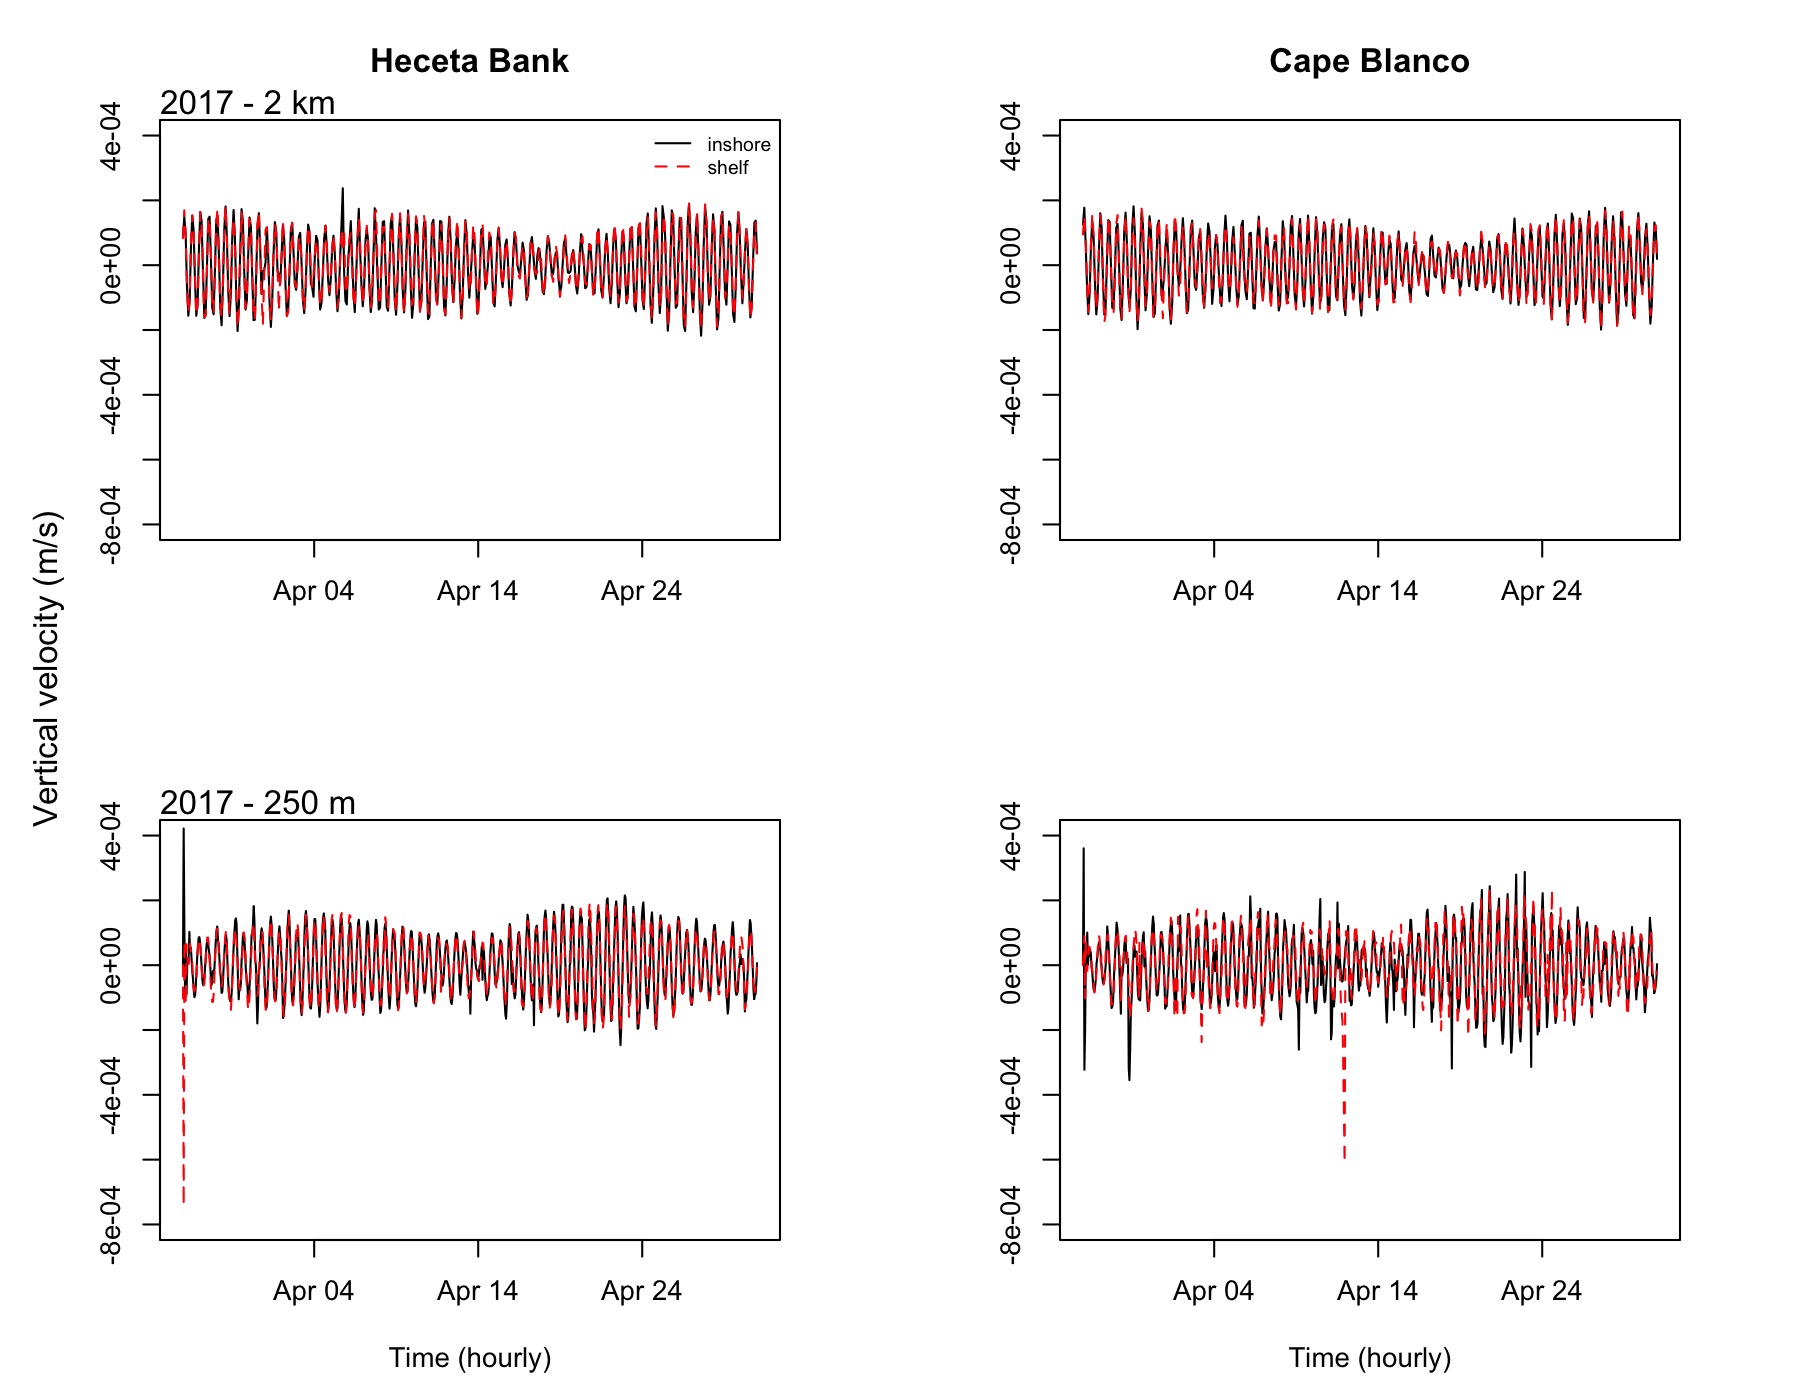 Heceta Bank
Cape Blanco
2017 - 2 km
inshore
shelf
4e-04
0e+00
-4e-04
-8e-04
Apr 04 Apr 14 Apr 24
4e-04
0e+00
-4e-04
-8e-04
Apr 04 Apr 14 Apr 24
Vertical velocity (m/s)
2017 - 250 m
4e-04
0e+00
-4e-04
-8e-04
Apr 04 Apr 14 Apr 24
Time (hourly)
4e-04
0e+00
-4e-04
-8e-04
Apr 04 Apr 14 Apr 24
Time (hourly)